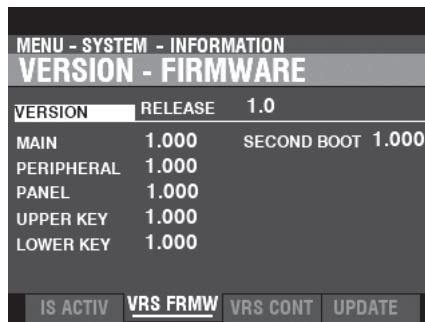 MENU - SYSTEM - INFORMATION
VERSION - FIRMWARE
VERSION RELEASE 1.0
MAIN 1.000 SECOND BOOT 1.000
PERIPHERAL 1.000
PANEL 1.000
UPPER KEY 1.000
LOWER KEY 1.000
IS ACTIV VRS FRMW VRS CONT UPDATE